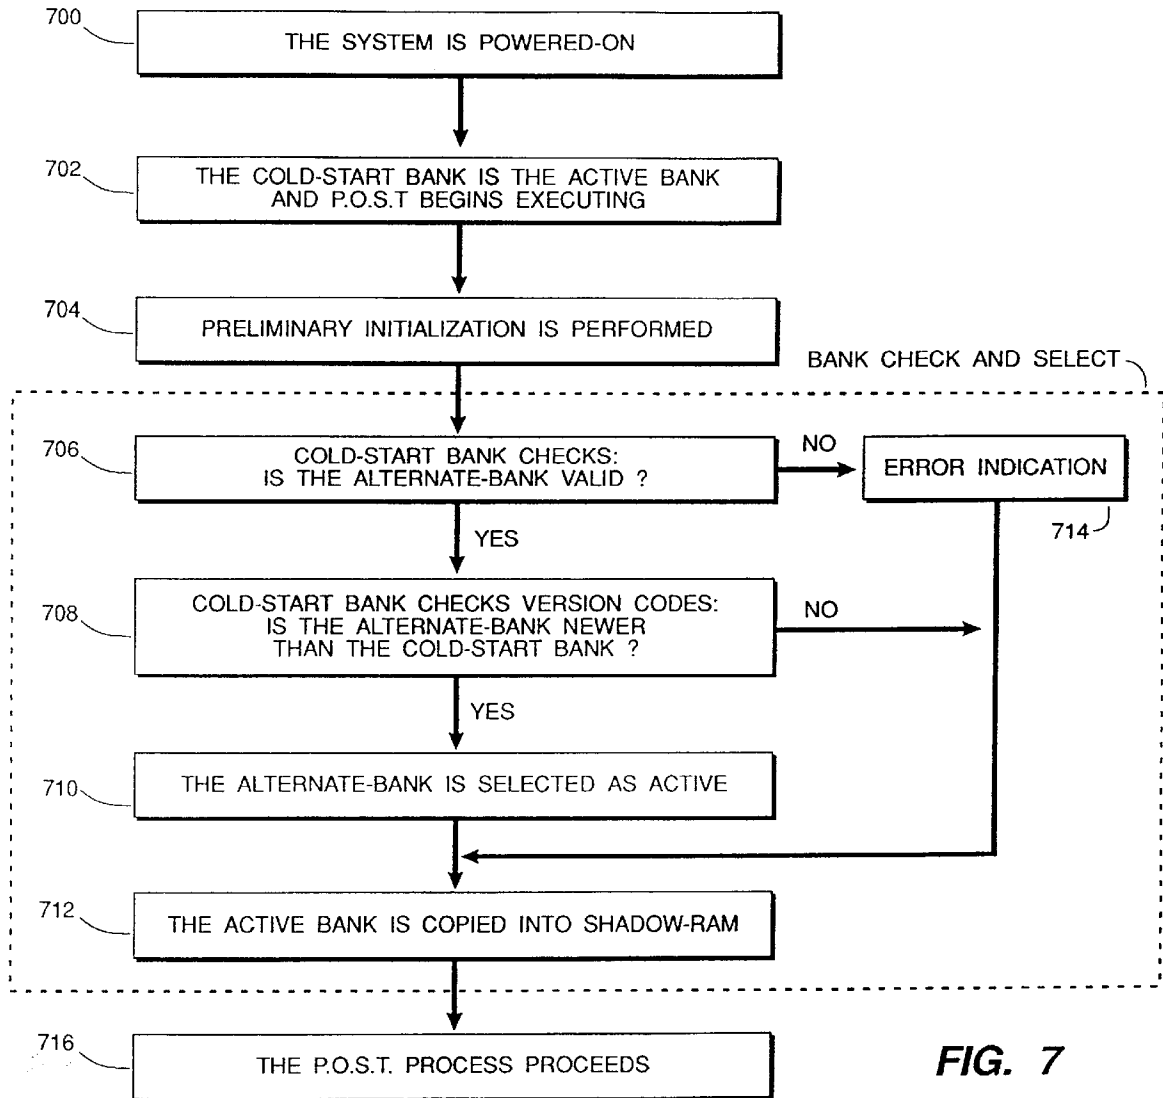 700
THE SYSTEM IS POWERED-ON
702
THE COLD-START BANK IS THE ACTIVE BANK
AND P.O.S.T BEGINS EXECUTING
704
PRELIMINARY INITIALIZATION IS PERFORMED
BANK CHECK AND SELECT
706
COLD-START BANK CHECKS:
IS THE ALTERNATE-BANK VALID ?
NO
ERROR INDICATION
714
YES
708
COLD-START BANK CHECKS VERSION CODES:
IS THE ALTERNATE-BANK NEWER
THAN THE COLD-START BANK ?
NO
YES
710
THE ALTERNATE-BANK IS SELECTED AS ACTIVE
712
THE ACTIVE BANK IS COPIED INTO SHADOW-RAM
716
THE P.O.S.T. PROCESS PROCEEDS
FIG. 7